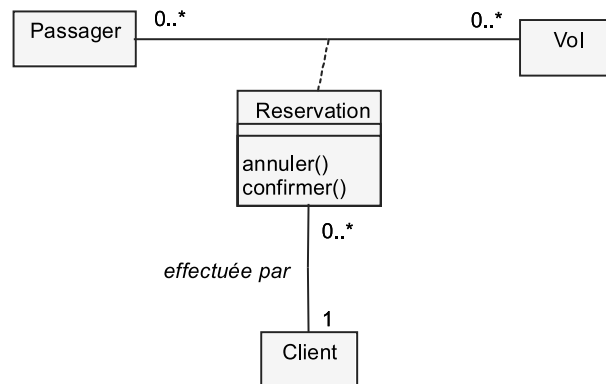 Passager
0..*
0..*
Vol
Reservation
annuler()
confirmer()
0..*
effectuée par
1
Client